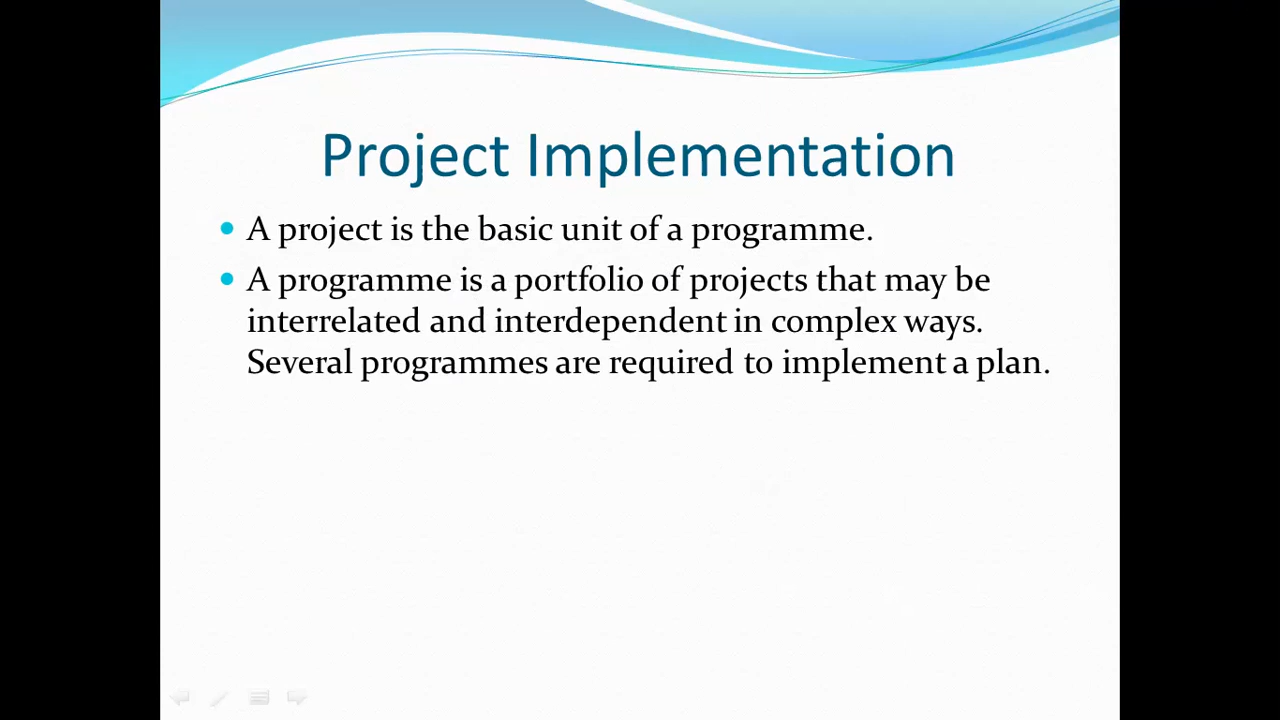 Project Implementation
A project is the basic unit of a programme.
A programme is a portfolio of projects that may be
interrelated and interdependent in complex ways.
Several programmes are required to implement a plan.